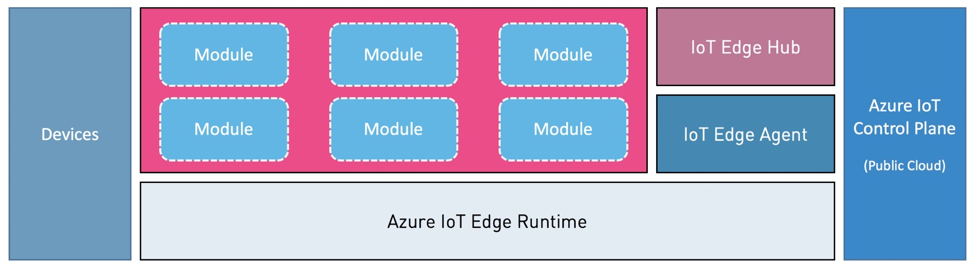 Devices
Module
Module
Module
Module
Module
Module
IoT Edge Hub
IoT Edge Agent
Azure IoT Edge Runtime
Azure IoT
Control Plane
(Public Cloud)